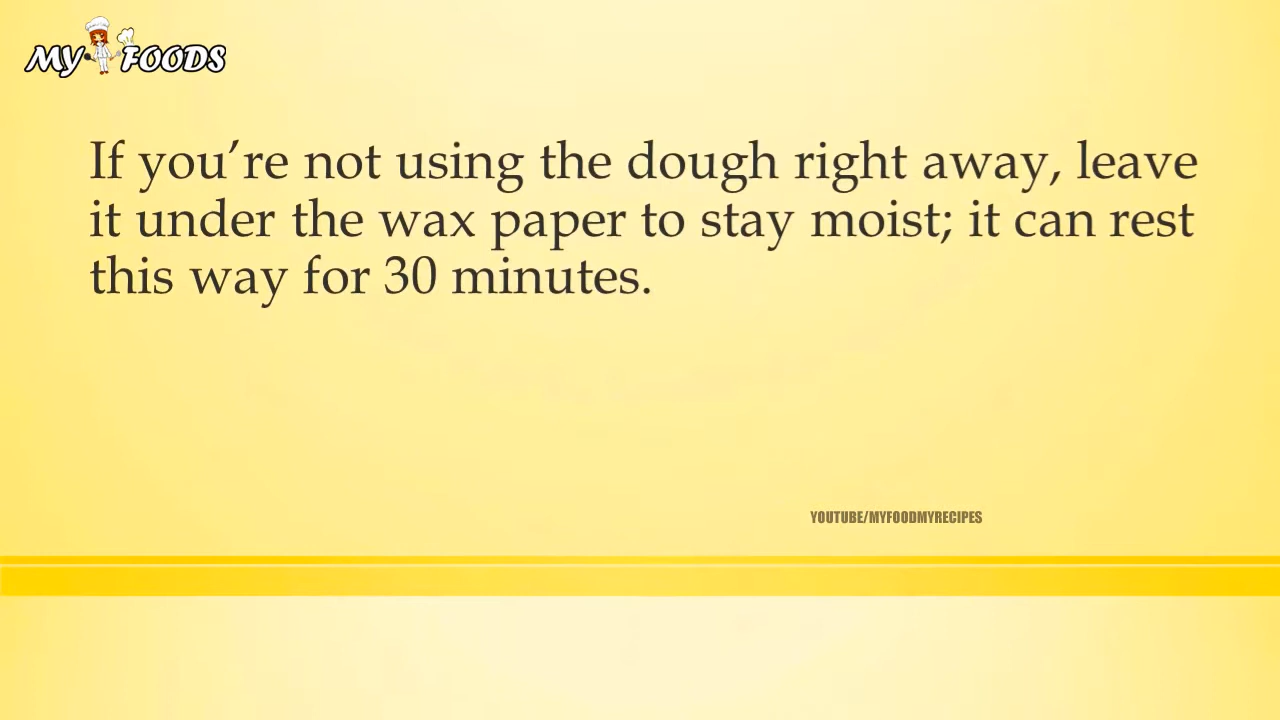 MY FOODS
If you’re not using the dough right away, leave
it under the wax paper to stay moist; it can rest
this way for 30 minutes.
YOUTUBE/MYFOODMYRECIPES